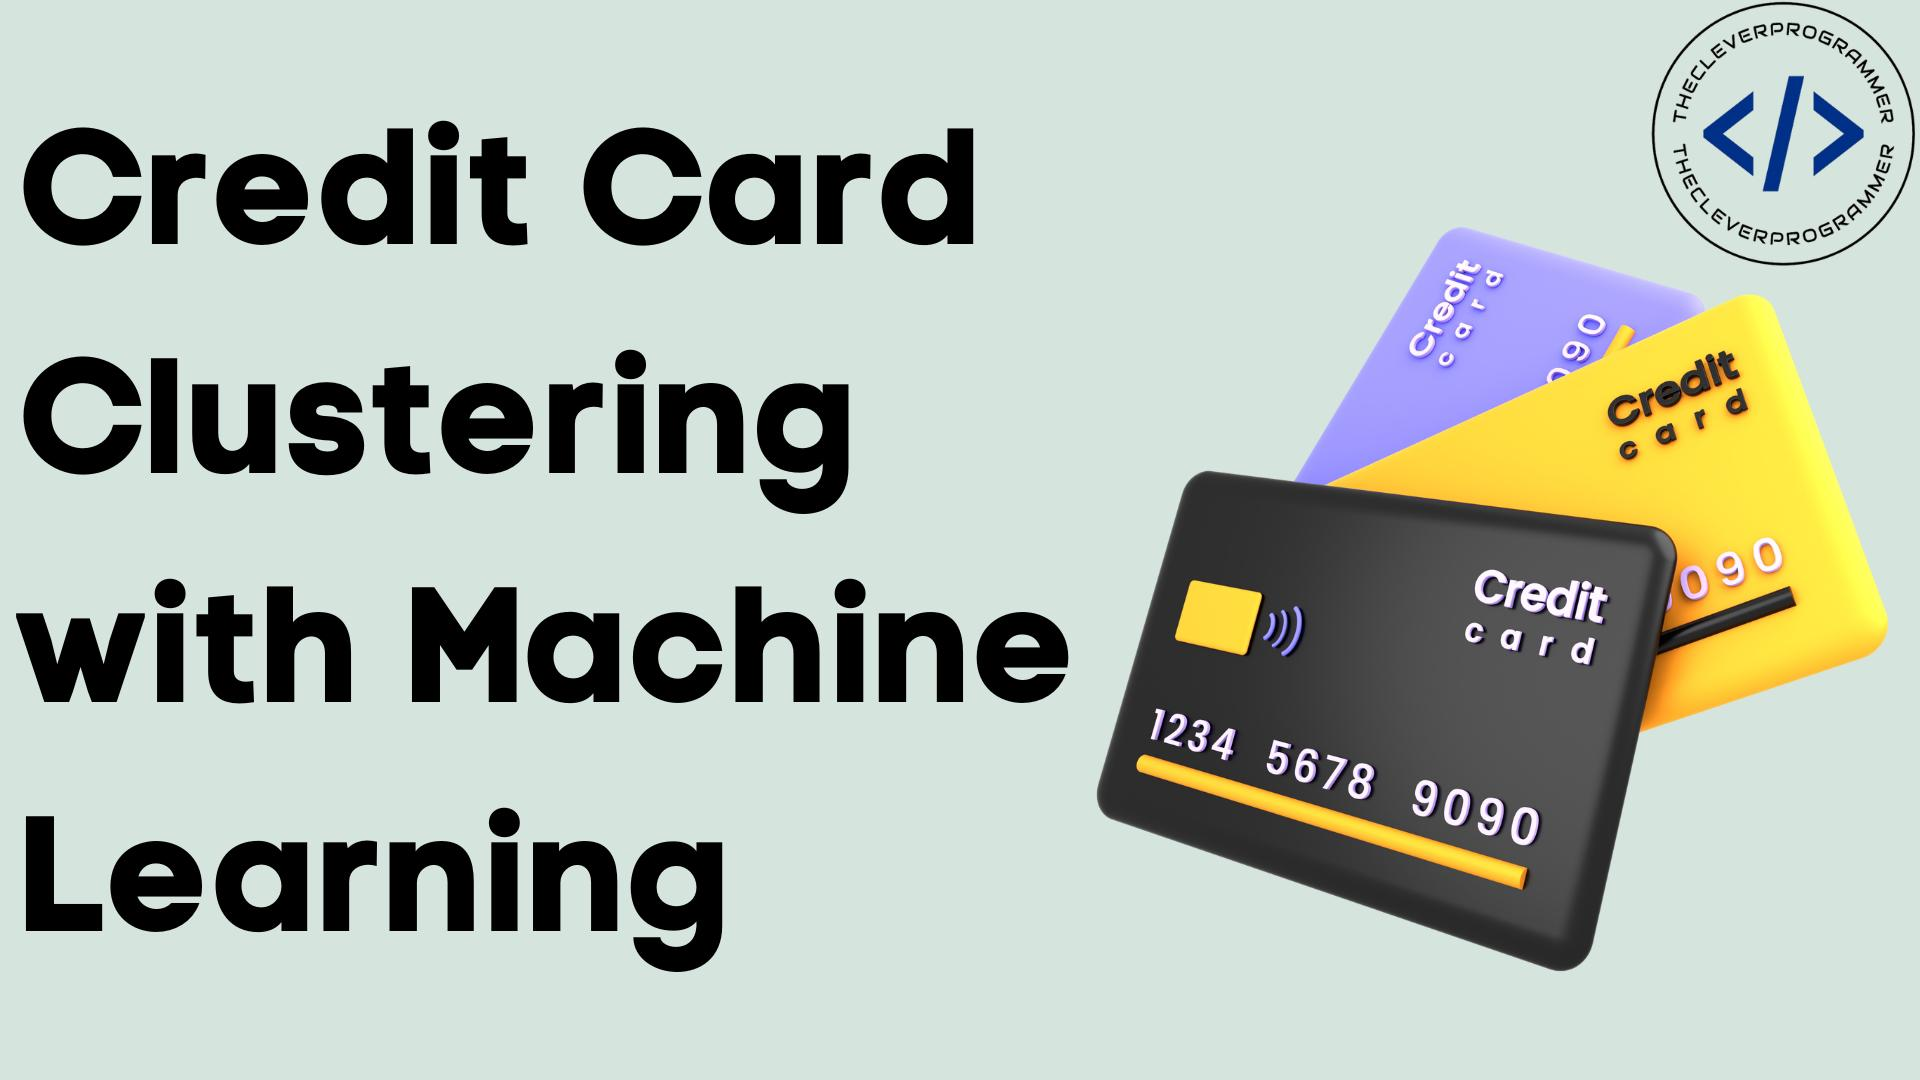 Credit Card
Clustering
with Machine
Learning
THECLEVERPROGRAMMER
</>
THECLEVERPROGRAMMER
Credit
card
090
Credit
card
090
Credit
card
1234 5678 9090